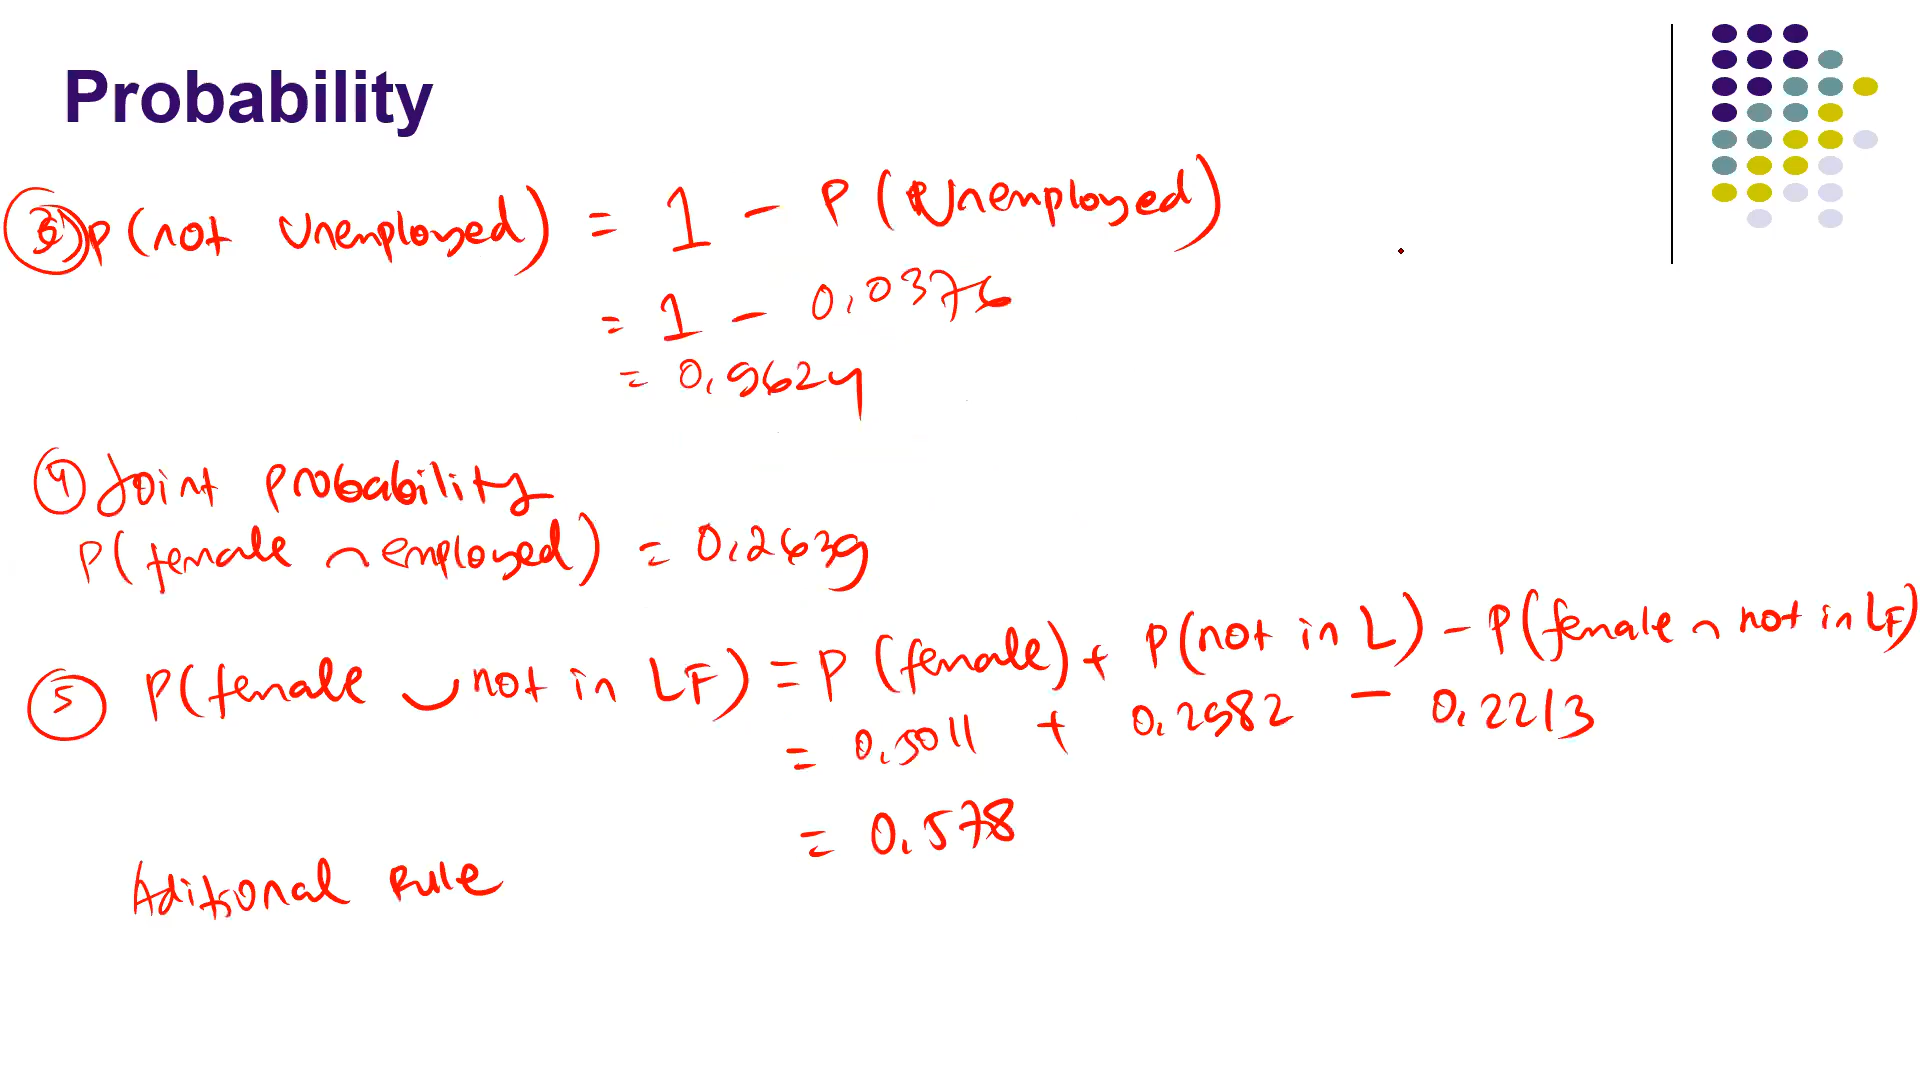 Probability
③ P(not Unemployed) = 1 - P(Unemployed)
= 1 - 0.0376
= 0.9624
④ Joint probability
P(female ∩ employed) = 0.2639
⑤ P(female ∪ not in LF) = P(female) + P(not in L) - P(female ∩ not in LF)
= 0.5011 + 0.2982 - 0.2213
= 0.578
Aditional Rule